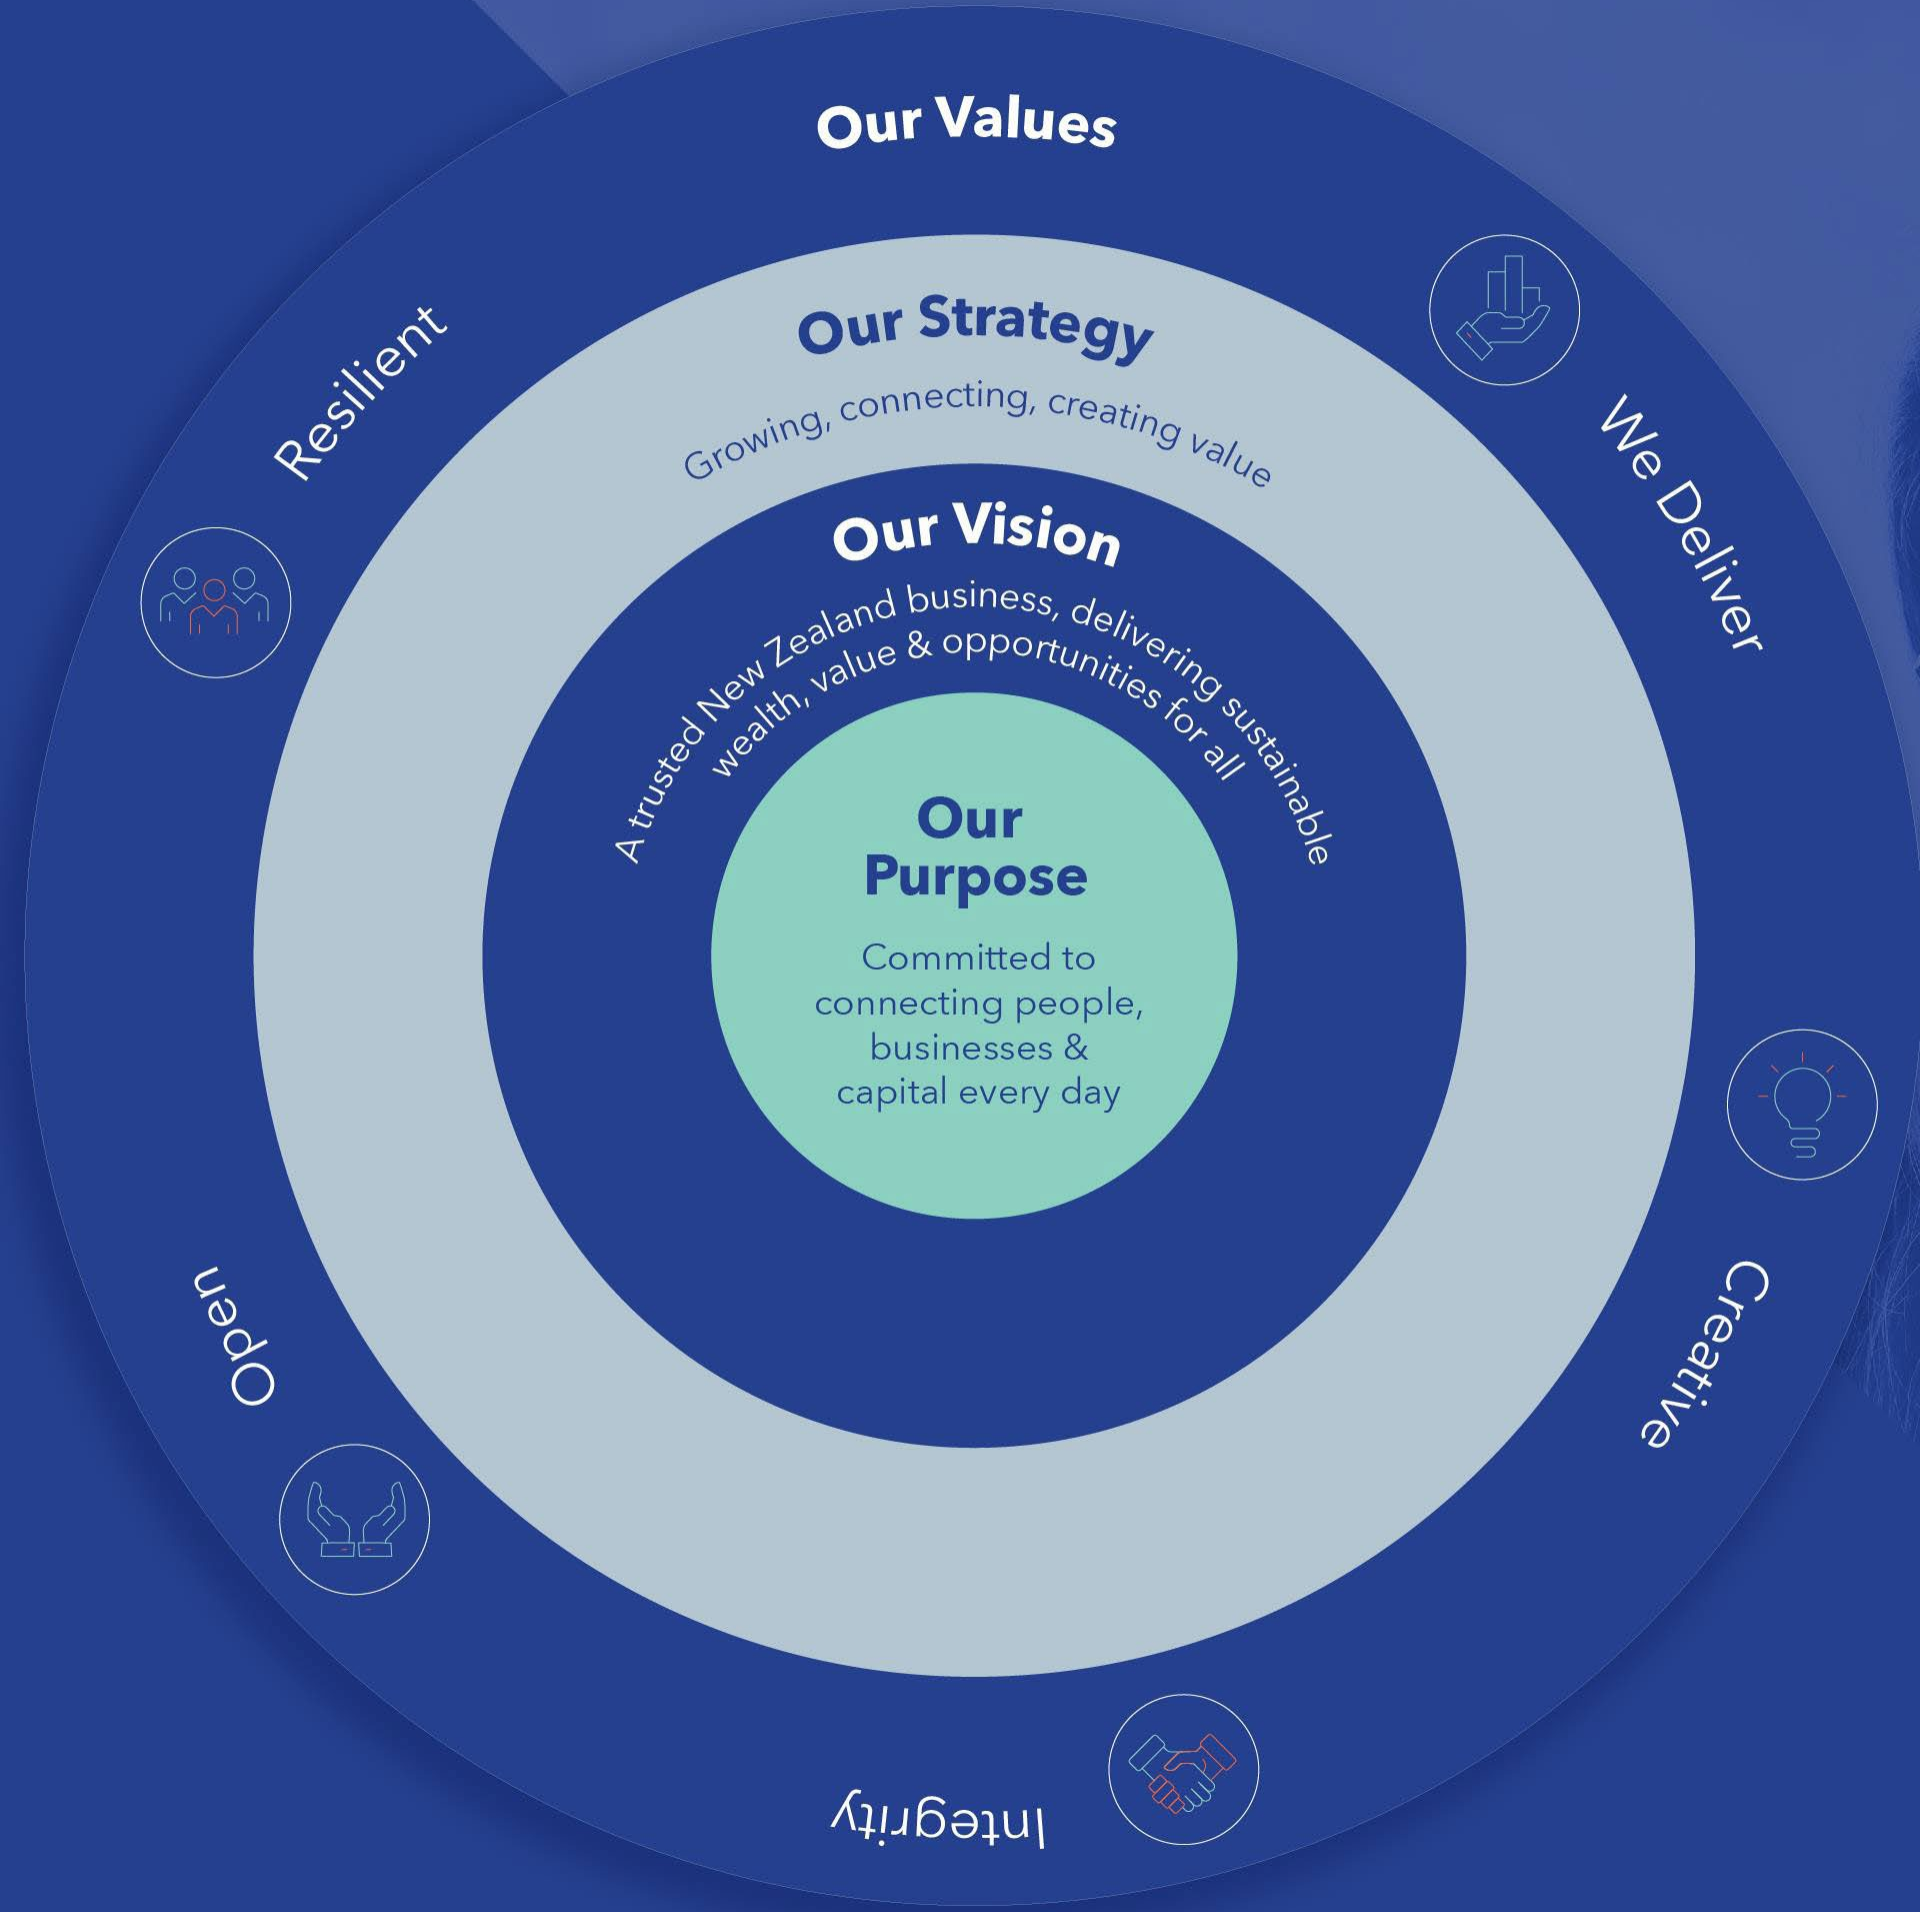 Our Values
We Deliver
Creative
Integrity
Open
Resilient
Our Strategy
Growing, connecting, creating value
Our Vision
A trusted New Zealand business, delivering sustainable
wealth, value & opportunities for all
Our
Purpose
Committed to
connecting people,
businesses &
capital every day